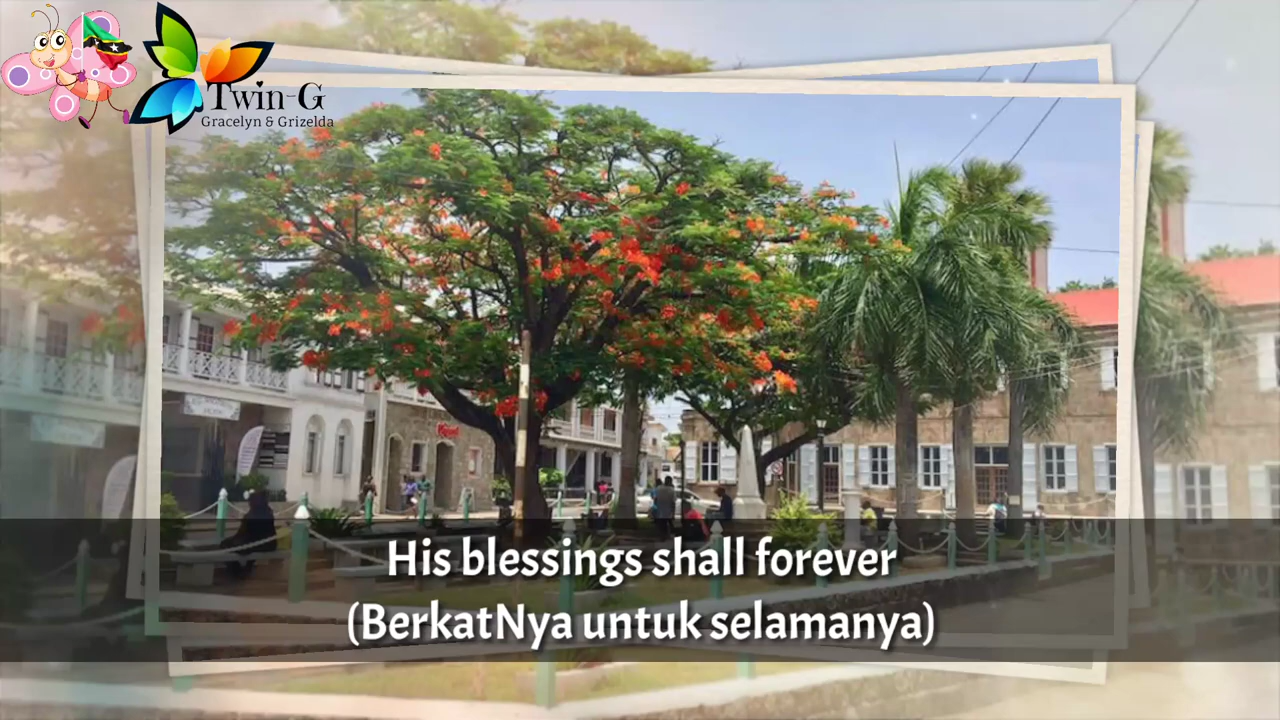 Twin-G
Gracelyn & Grizelda
His blessings shall forever
(BerkatNya untuk selamanya)